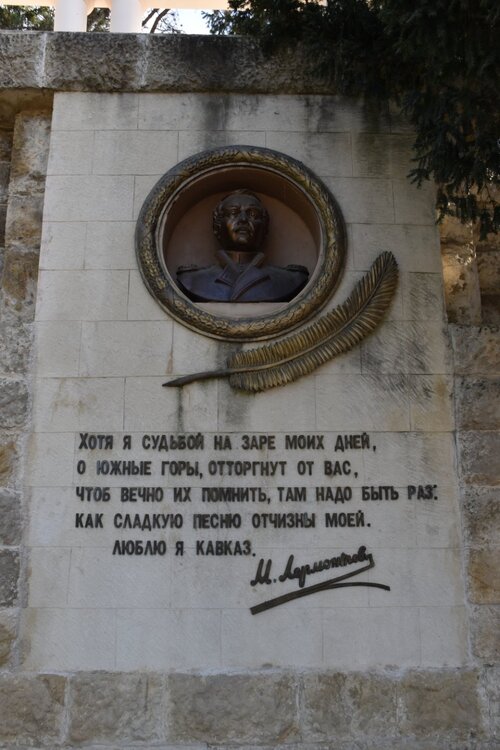 Хотя я судьбой на заре моих дней,
о южные горы, отторгнут от вас,
чтоб вечно их помнить, там надо быть раз:
как сладкую песню отчизны моей.
люблю я Кавказ.
М. Лермонтов